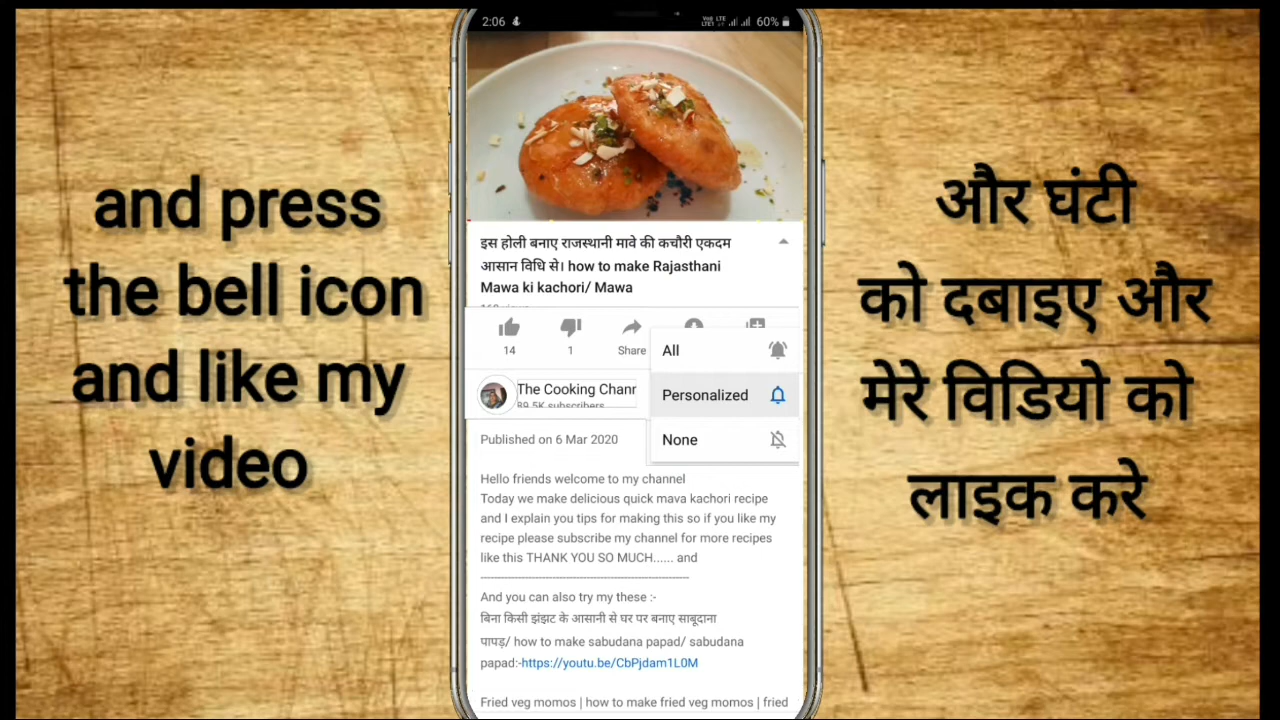 and press
the bell icon
and like my
video
2:06
60%
इस होली बनाए राजस्थानी मावे की कचौरी एकदम
आसान विधि से। how to make Rajasthani
Mawa ki kachori/ Mawa
14
1
Share
All
Personalized
None
The Cooking Chanr
89.5K subscribers
Published on 6 Mar 2020
Hello friends welcome to my channel
Today we make delicious quick mava kachori recipe
and I explain you tips for making this so if you like my
recipe please subscribe my channel for more recipes
like this THANK YOU SO MUCH...... and
And you can also try my these :-
बिना किसी झंझट के आसानी से घर पर बनाए साबूदाना
पापड़/ how to make sabudana papad/ sabudana
papad:-https://youtu.be/CbPjdam1L0M
Fried veg momos | how to make fried veg momos | fried
और घंटी
को दबाइए और
मेरे विडियो को
लाइक करे